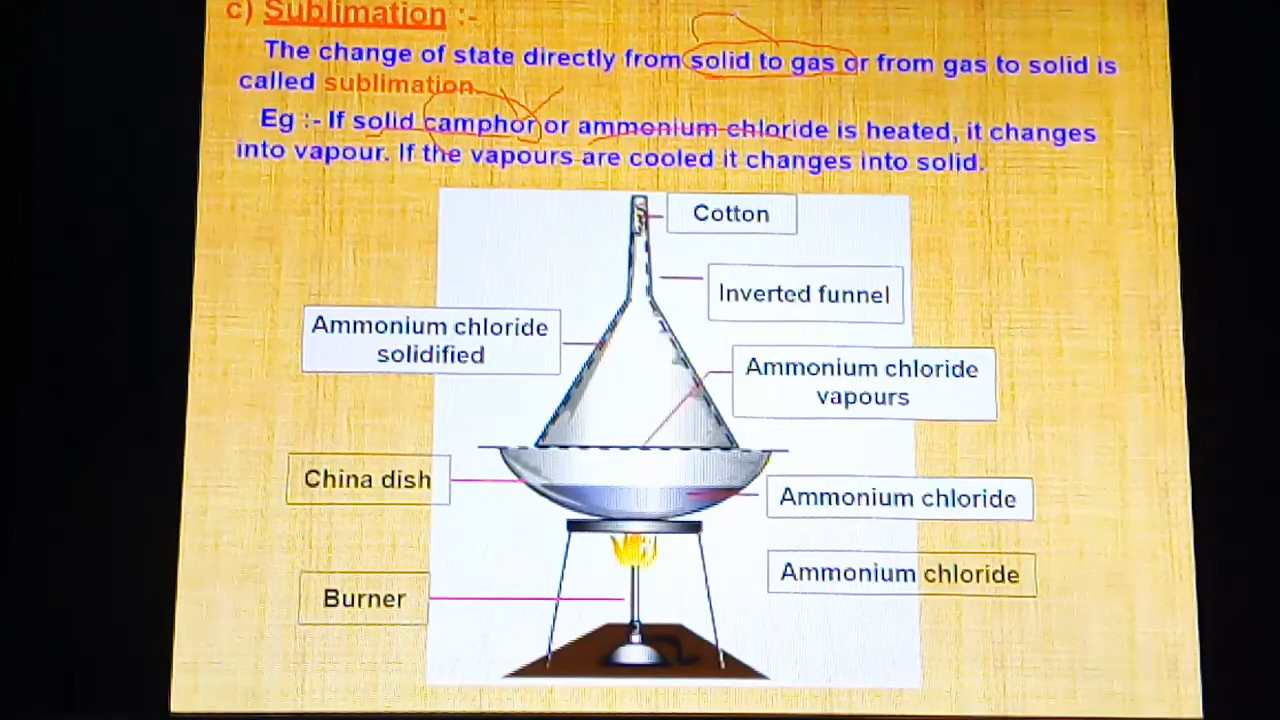 c) Sublimation :-
The change of state directly from solid to gas or from gas to solid is
called sublimation.
Eg :- If solid camphor or ammonium chloride is heated, it changes
into vapour. If the vapours are cooled it changes into solid.
Cotton
Inverted funnel
Ammonium chloride
solidified
Ammonium chloride
vapours
China dish
Ammonium chloride
Ammonium chloride
Burner